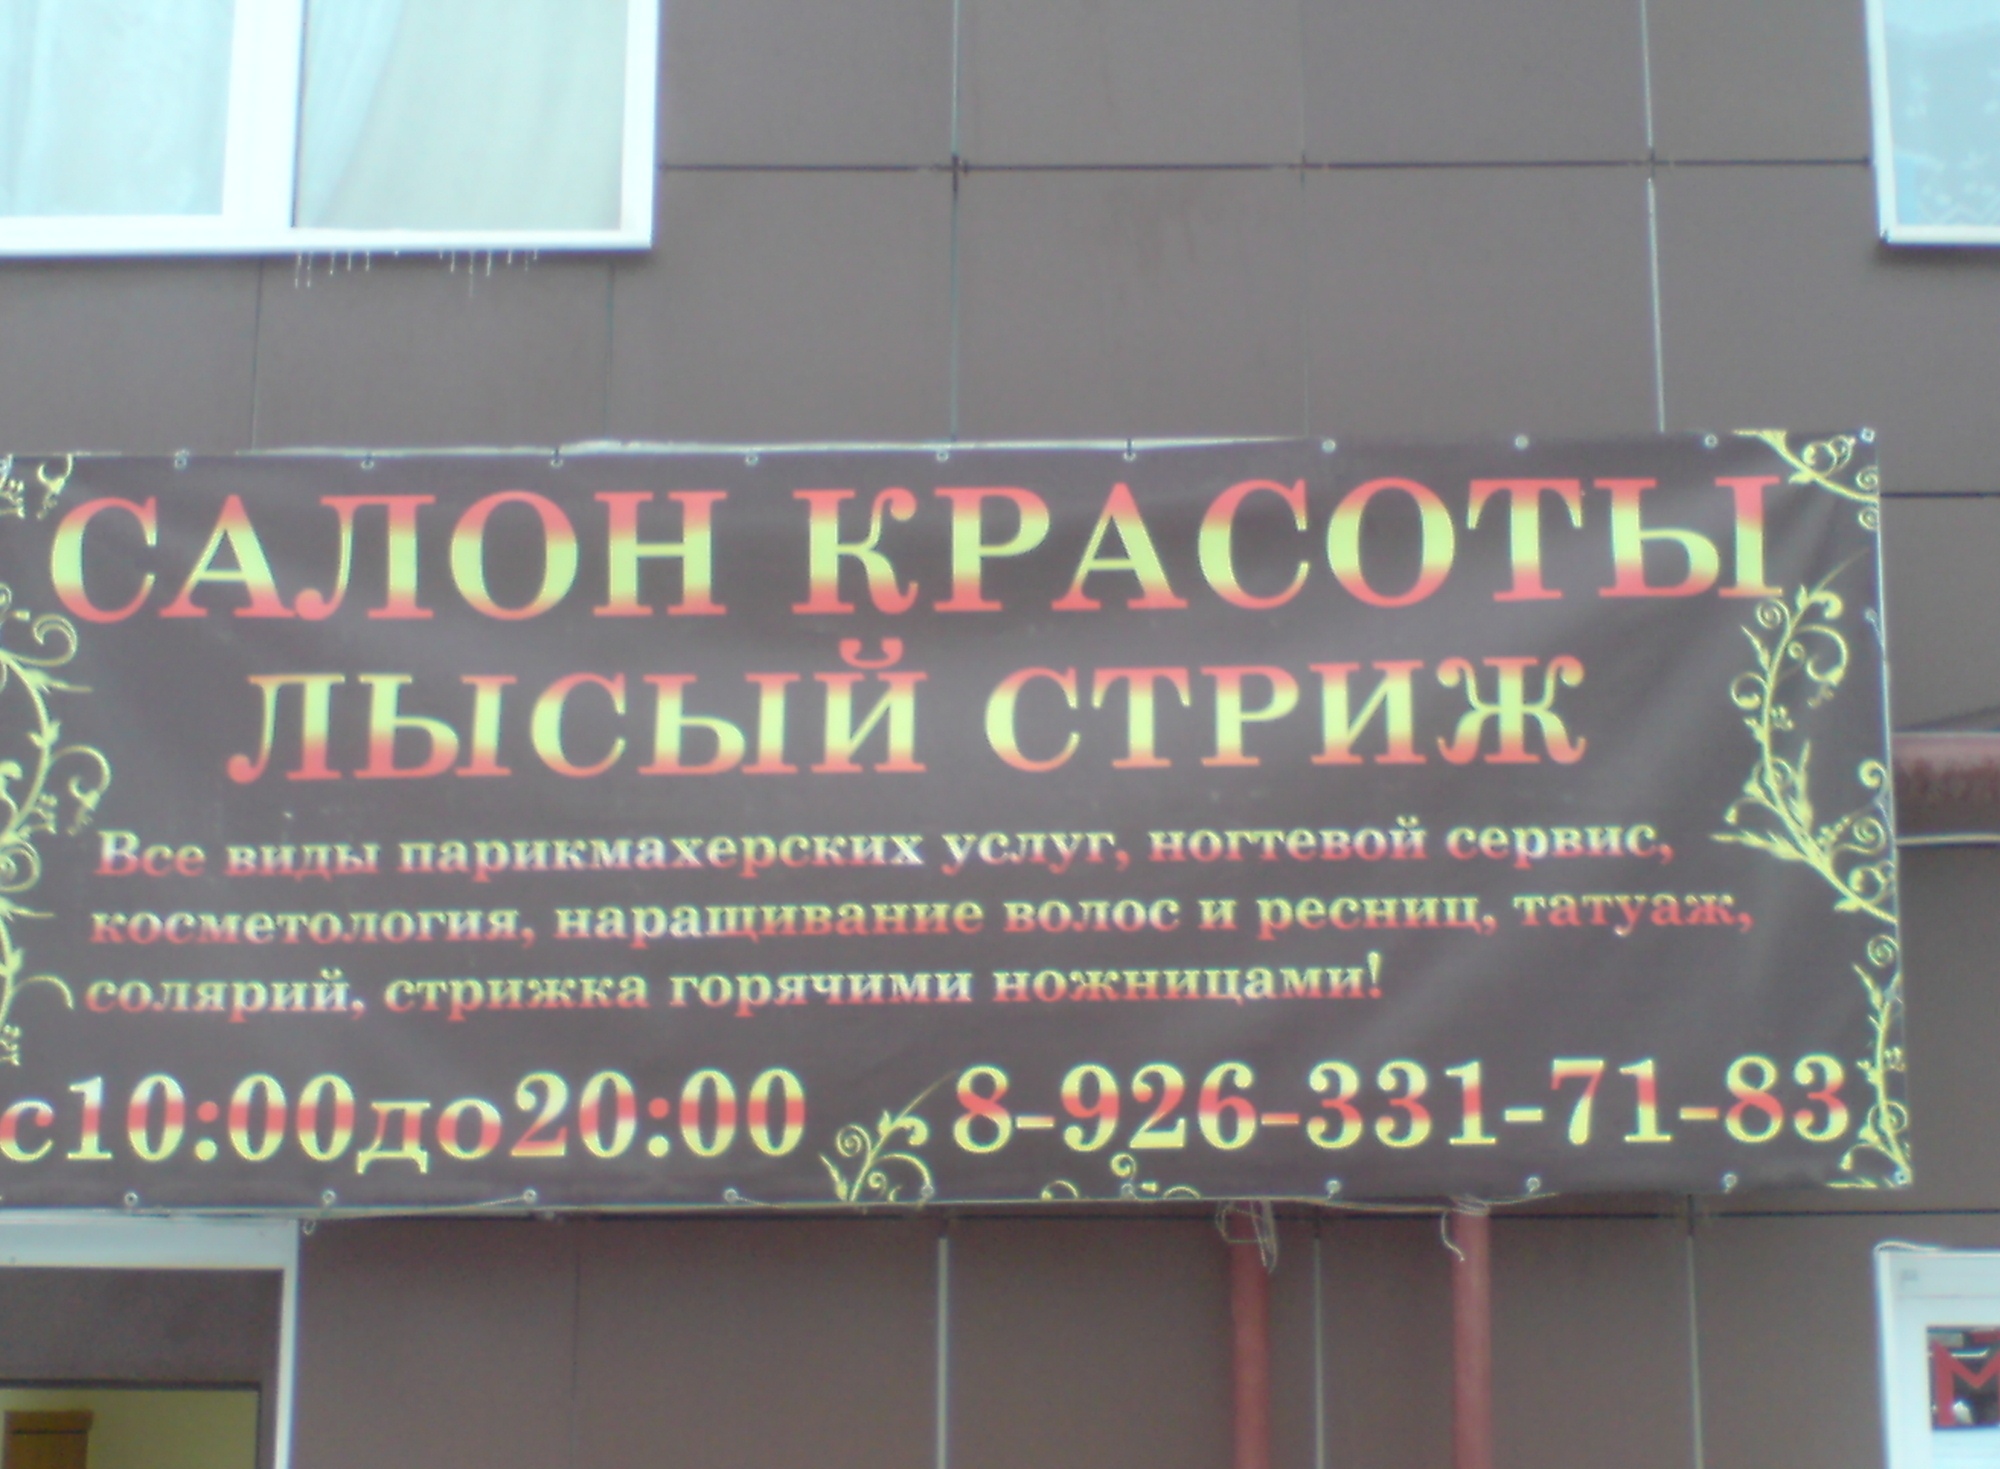 САЛОН КРАСОТЫ
ЛЫСЫЙ СТРИЖ
Все виды парикмахерских услуг, ногтевой сервис,
косметология, наращивание волос и ресниц, татуаж,
солярий, стрижка горячими ножницами!
с10:00до20:00 8-926-331-71-83